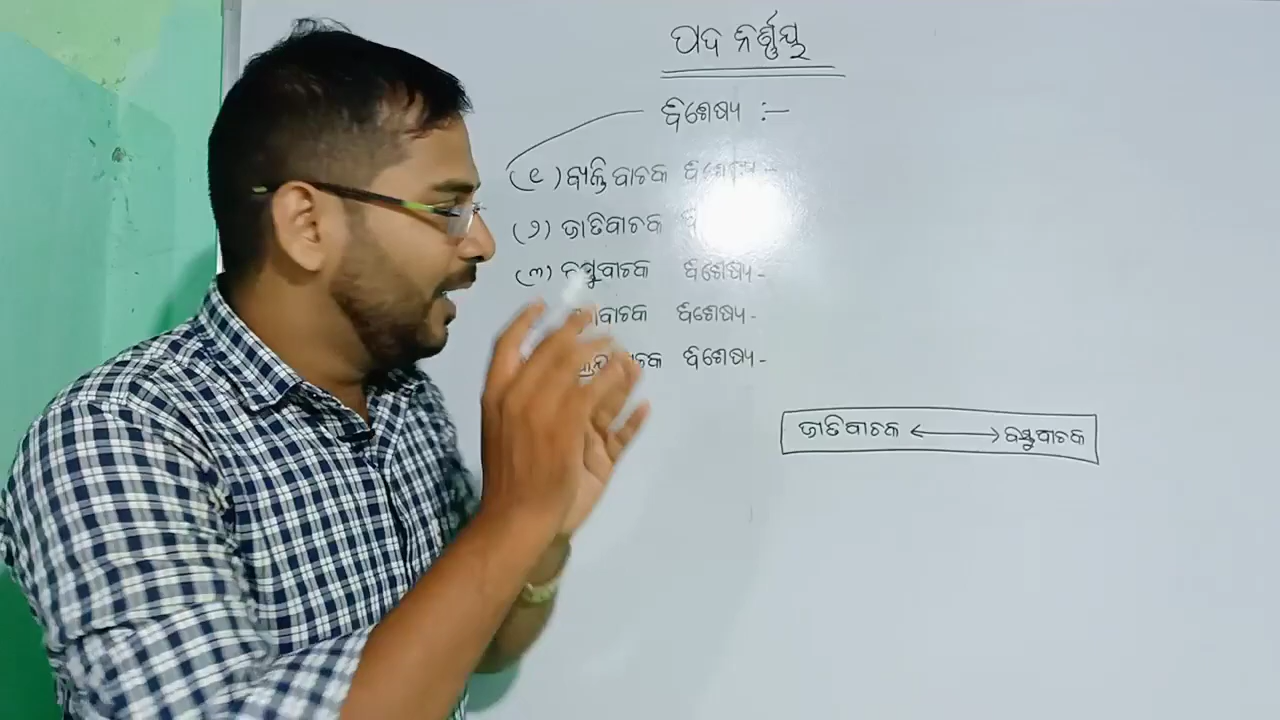 ପଦ ନିର୍ଣ୍ଣୟ
ବିଶେଷ୍ୟ :-
(୧) ବ୍ୟକ୍ତିବାଚକ ବିଶେଷ୍ୟ -
(୨) ଜାତିବାଚକ
(୩) ବସ୍ତୁବାଚକ ବିଶେଷ୍ୟ -
ବିଶେଷ୍ୟ -
ବିଶେଷ୍ୟ -
ଜାତିବାଚକ ⟷ ବସ୍ତୁବାଚକ